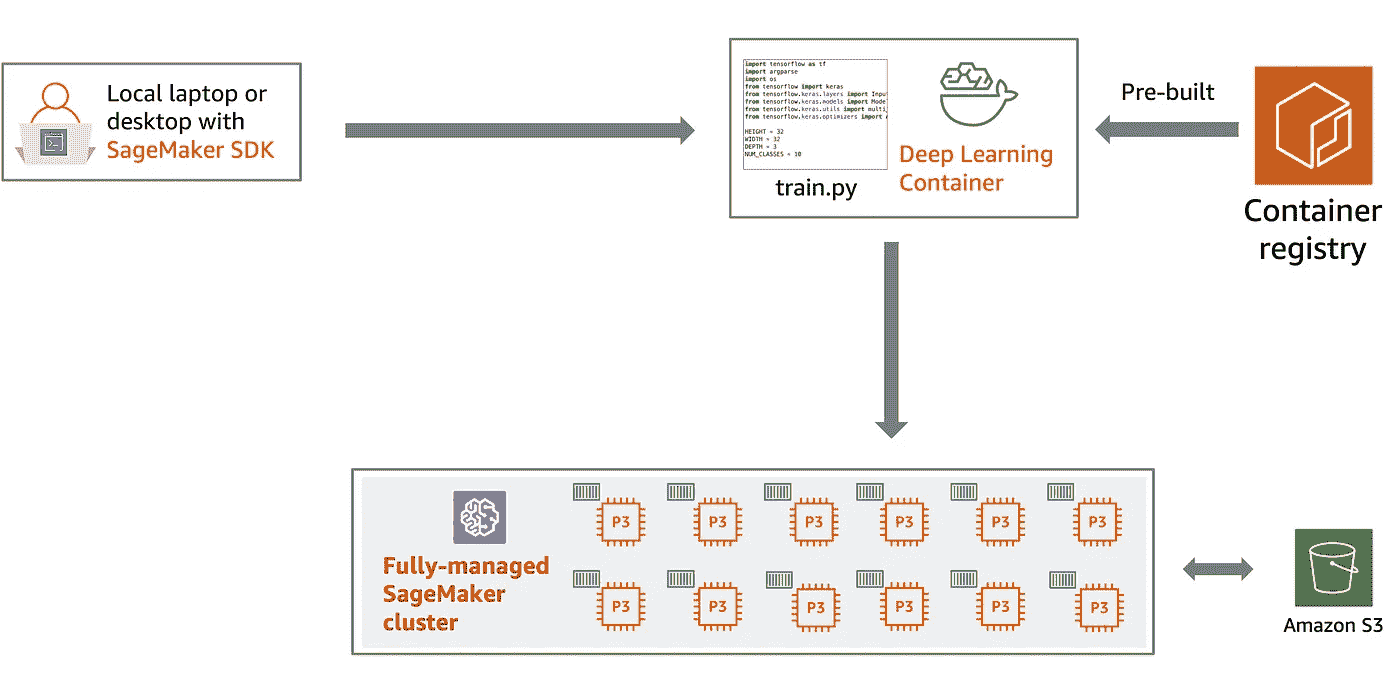 Local laptop or
desktop with
SageMaker SDK
import tensorflow as tf
import argparse
import os
from tensorflow import keras
from tensorflow.keras.layers import Inpu
from tensorflow.keras.models import Mode
from tensorflow.keras.utils import multi
from tensorflow.keras.optimizers import
HEIGHT = 32
WIDTH = 32
DEPTH = 3
NUM_CLASSES = 10
train.py
Deep Learning
Container
Pre-built
Container
registry
Fully-managed
SageMaker
cluster
P3 P3 P3 P3 P3 P3
P3 P3 P3 P3 P3 P3
Amazon S3